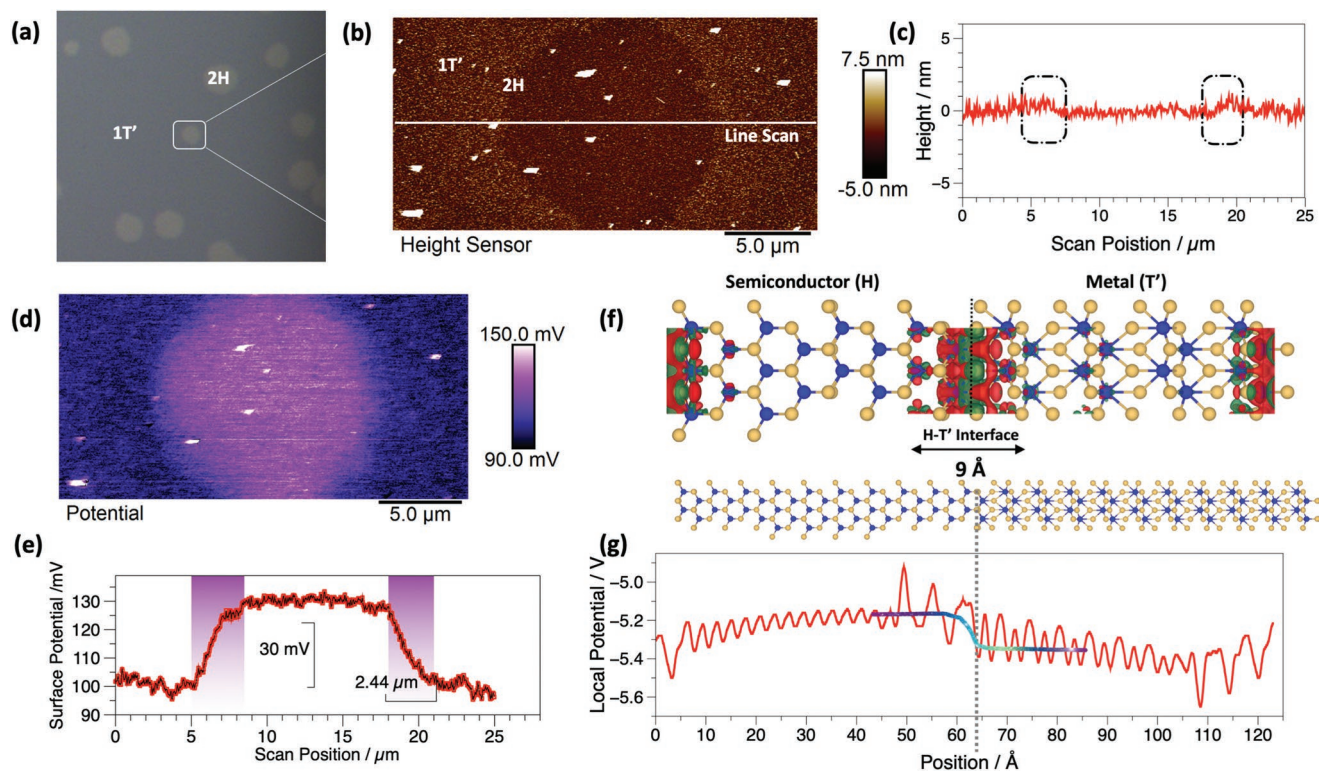 (a)
2H
1T’
(b)
1T’
2H
Line Scan
Height Sensor
5.0 µm
7.5 nm
-5.0 nm
(c)
Height / nm
5
0
−5
0 5 10 15 20 25
Scan Poistion / µm
(d)
Potential
5.0 µm
150.0 mV
90.0 mV
(e)
Surface Potential /mV
130
120
110
100
90
30 mV
2.44 µm
0 5 10 15 20 25
Scan Position / µm
Semiconductor (H)
Metal (T’)
(f)
H-T’ Interface
9 Å
(g)
Local Potential / V
−5.0
−5.2
−5.4
−5.6
0 10 20 30 40 50 60 70 80 90 100 110 120
Position / Å